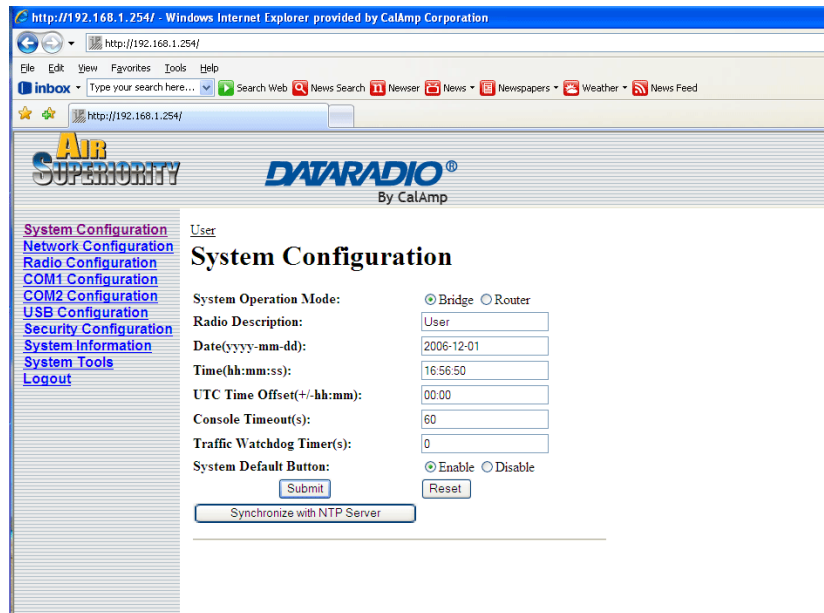 http://192.168.1.254/ - Windows Internet Explorer provided by CalAmp Corporation
http://192.168.1.254/
File Edit View Favorites Tools Help
inbox Type your search here... Search Web News Search Newser News Newspapers Weather News Feed
http://192.168.1.254/
AIR SUPERIORITY
DATARADIO®
By CalAmp
System Configuration
Network Configuration
Radio Configuration
COM1 Configuration
COM2 Configuration
USB Configuration
Security Configuration
System Information
System Tools
Logout
User
System Configuration
System Operation Mode: Bridge Router
Radio Description: User
Date(yyyy-mm-dd): 2006-12-01
Time(hh:mm:ss): 16:56:50
UTC Time Offset(+/-hh:mm): 00:00
Console Timeout(s): 60
Traffic Watchdog Timer(s): 0
System Default Button: Enable Disable
Submit Reset
Synchronize with NTP Server